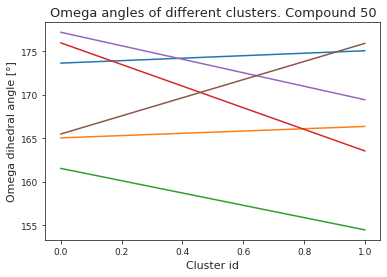 Omega angles of different clusters. Compound 50
Omega dihedral angle [°]
175
170
165
160
155
0.0 0.2 0.4 0.6 0.8 1.0
Cluster id